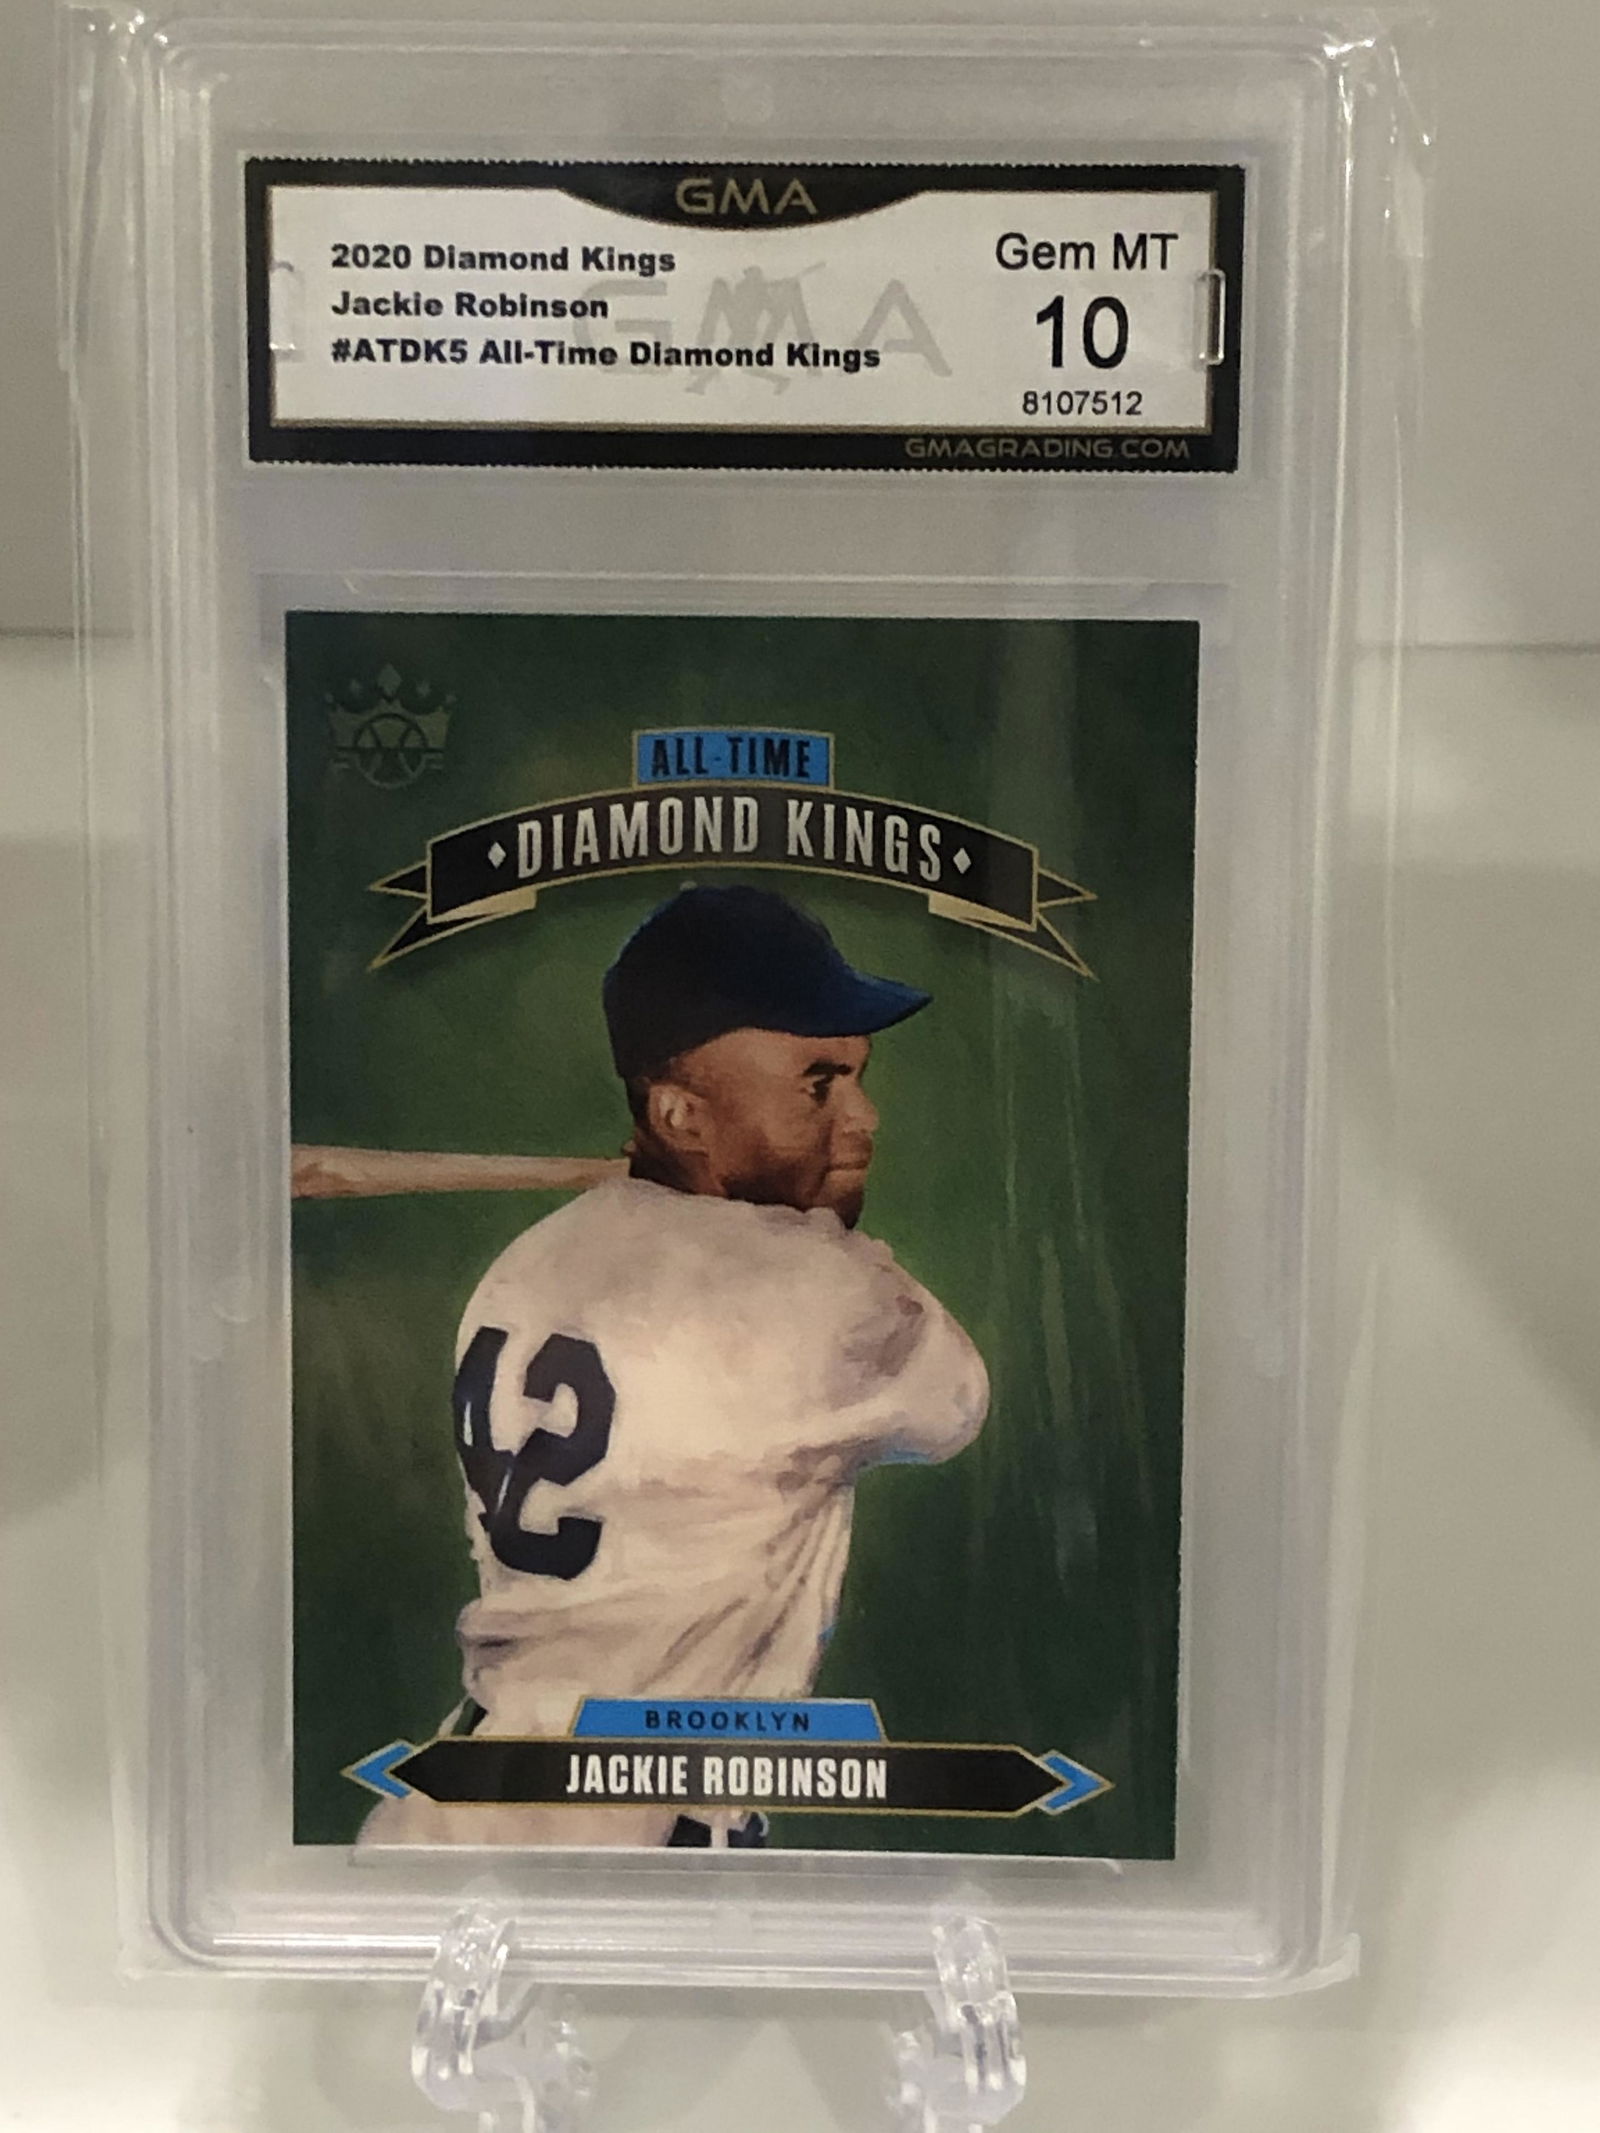 GMA
2020 Diamond Kings
Jackie Robinson
#ATDK5 All-Time Diamond Kings
Gem MT
10
8107512
GMA
GMAGRADING.COM
ALL-TIME
DIAMOND KINGS
42
BROOKLYN
JACKIE ROBINSON